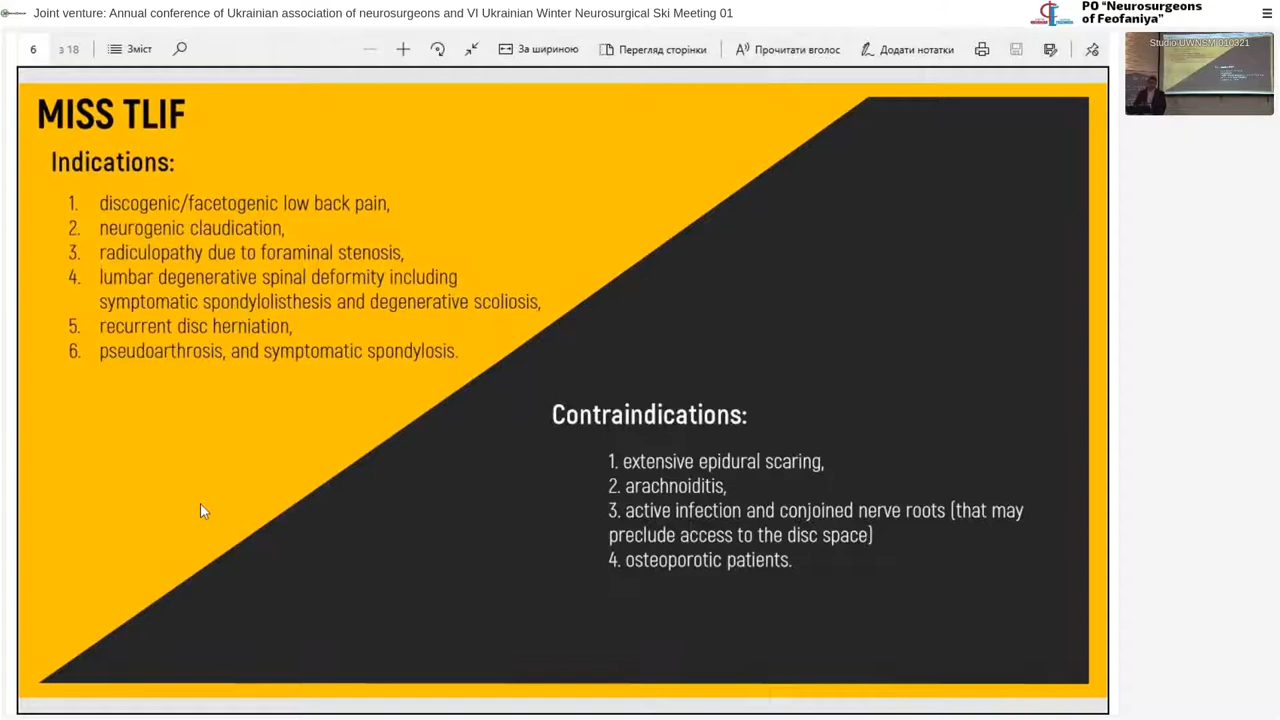 Joint venture: Annual conference of Ukrainian association of neurosurgeons and VI Ukrainian Winter Neurosurgical Ski Meeting 01
PO “Neurosurgeons
of Feofaniya”
6 з 18 Зміст За шириною Перегляд сторінки Прочитати вголос Додати нотатки
Studio UWNSM 010321
MISS TLIF
Indications:
1. discogenic/facetogenic low back pain,
2. neurogenic claudication,
3. radiculopathy due to foraminal stenosis,
4. lumbar degenerative spinal deformity including
symptomatic spondylolisthesis and degenerative scoliosis,
5. recurrent disc herniation,
6. pseudoarthrosis, and symptomatic spondylosis.
Contraindications:
1. extensive epidural scaring,
2. arachnoiditis,
3. active infection and conjoined nerve roots (that may
preclude access to the disc space)
4. osteoporotic patients.